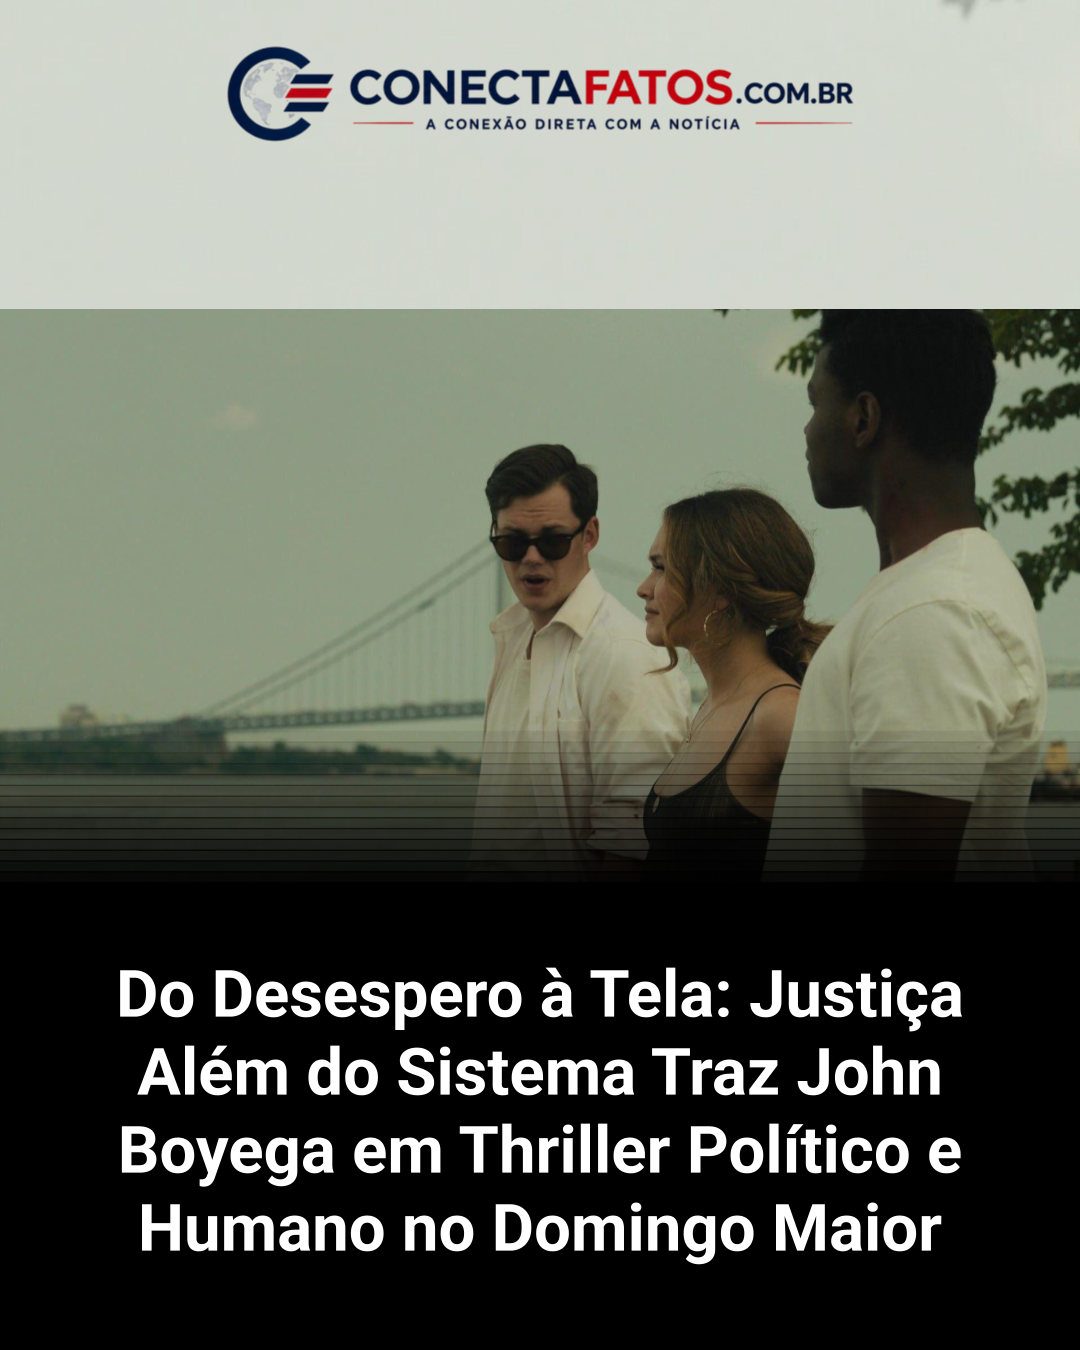 CONECTAFATOS.COM.BR
A CONEXÃO DIRETA COM A NOTÍCIA
Do Desespero à Tela: Justiça
Além do Sistema Traz John
Boyega em Thriller Político e
Humano no Domingo Maior